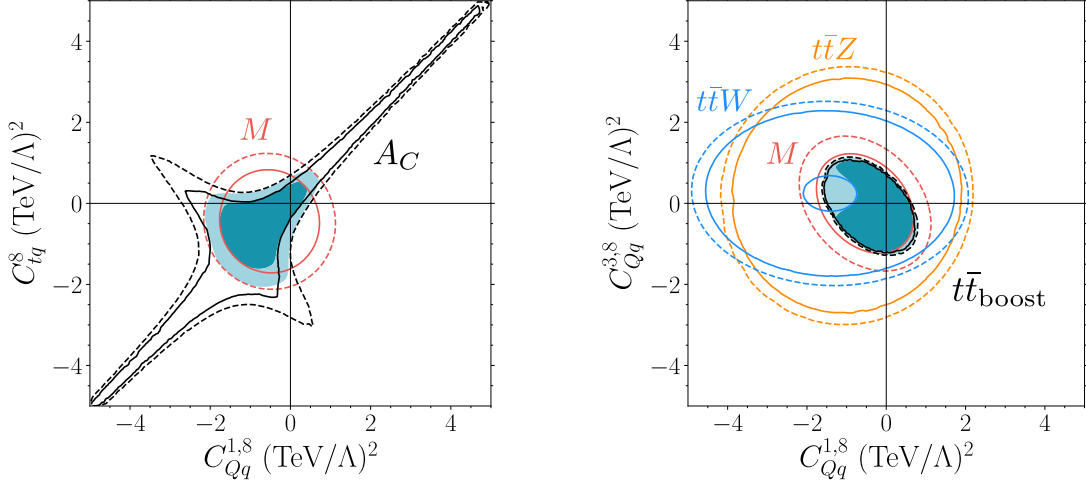 4
2
0
−2
−4
−4
−2
0
2
4
C^8_{tq} (TeV/Λ)^2
C^{1,8}_{Qq} (TeV/Λ)^2
M
A_C
4
2
0
−2
−4
−4
−2
0
2
4
C^{3,8}_{Qq} (TeV/Λ)^2
C^{1,8}_{Qq} (TeV/Λ)^2
tt̄Z
tt̄W
M
tt̄_{boost}